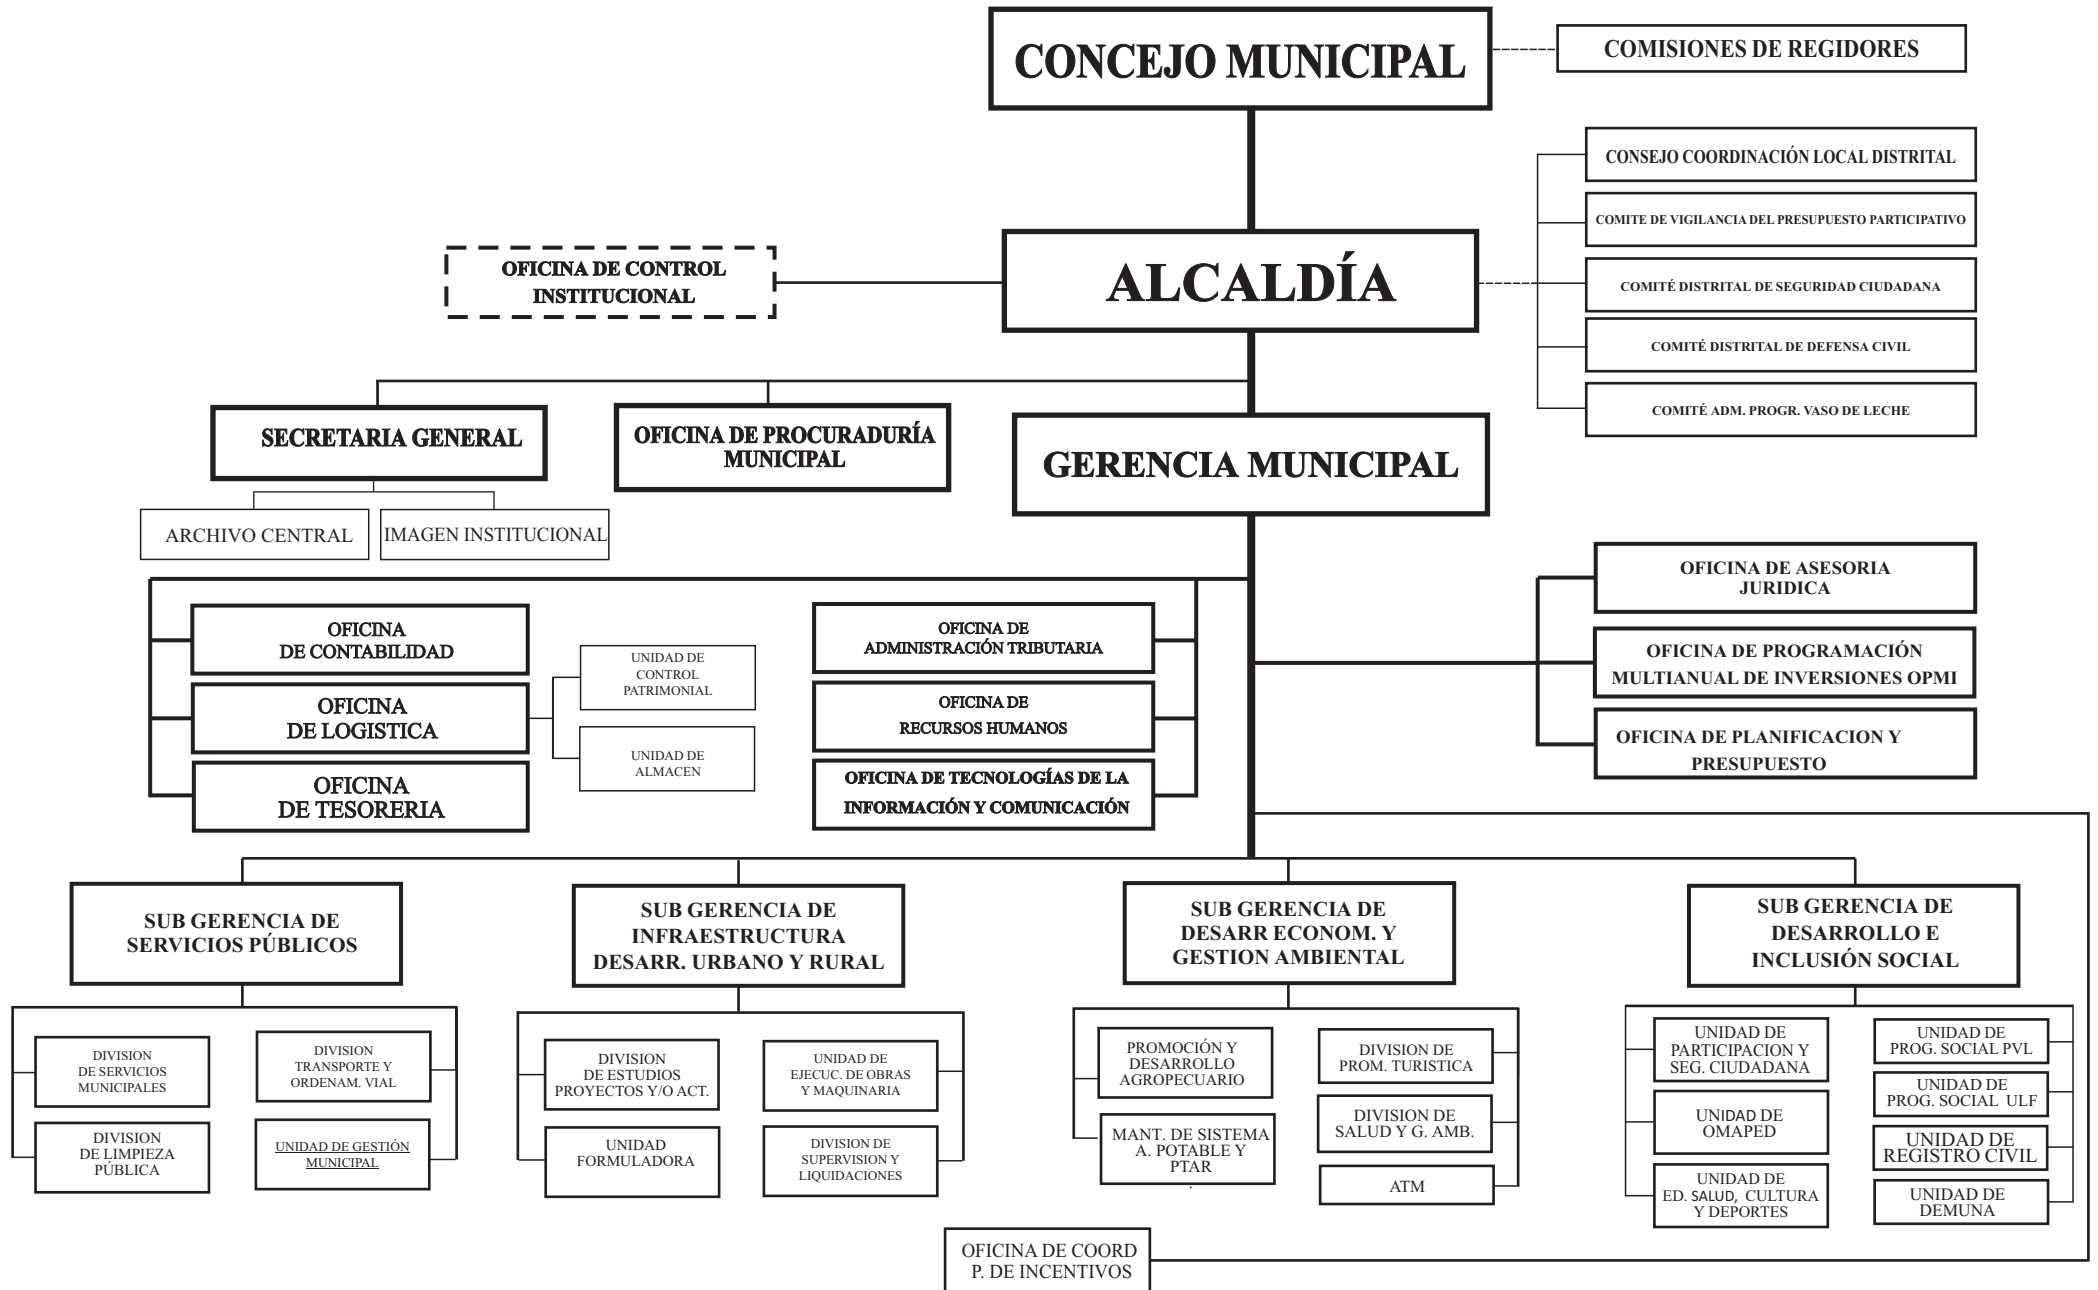 CONCEJO MUNICIPAL
COMISIONES DE REGIDORES
CONSEJO COORDINACIÓN LOCAL DISTRITAL
COMITE DE VIGILANCIA DEL PRESUPUESTO PARTICIPATIVO
COMITÉ DISTRITAL DE SEGURIDAD CIUDADANA
COMITÉ DISTRITAL DE DEFENSA CIVIL
COMITÉ ADM. PROGR. VASO DE LECHE
OFICINA DE CONTROL
INSTITUCIONAL
ALCALDÍA
SECRETARIA GENERAL
OFICINA DE PROCURADURÍA
MUNICIPAL
GERENCIA MUNICIPAL
ARCHIVO CENTRAL
IMAGEN INSTITUCIONAL
OFICINA DE ASESORIA
JURIDICA
OFICINA DE PROGRAMACIÓN
MULTIANUAL DE INVERSIONES OPMI
OFICINA DE PLANIFICACION Y
PRESUPUESTO
OFICINA
DE CONTABILIDAD
OFICINA
DE LOGISTICA
OFICINA
DE TESORERIA
UNIDAD DE
CONTROL
PATRIMONIAL
UNIDAD DE
ALMACEN
OFICINA DE
ADMINISTRACIÓN TRIBUTARIA
OFICINA DE
RECURSOS HUMANOS
OFICINA DE TECNOLOGÍAS DE LA
INFORMACIÓN Y COMUNICACIÓN
SUB GERENCIA DE
SERVICIOS PÚBLICOS
SUB GERENCIA DE
INFRAESTRUCTURA
DESARR. URBANO Y RURAL
SUB GERENCIA DE
DESARR ECONOM. Y
GESTION AMBIENTAL
SUB GERENCIA DE
DESARROLLO E
INCLUSIÓN SOCIAL
DIVISION
DE SERVICIOS
MUNICIPALES
DIVISION
TRANSPORTE Y
ORDENAM. VIAL
DIVISION
DE LIMPIEZA
PÚBLICA
UNIDAD DE GESTIÓN
MUNICIPAL
DIVISION
DE ESTUDIOS
PROYECTOS Y/O ACT.
UNIDAD DE
EJECUC. DE OBRAS
Y MAQUINARIA
UNIDAD
FORMULADORA
DIVISION DE
SUPERVISION Y
LIQUIDACIONES
PROMOCIÓN Y
DESARROLLO
AGROPECUARIO
DIVISION DE
PROM. TURISTICA
MANT. DE SISTEMA
A. POTABLE Y
PTAR
.
DIVISION DE
SALUD Y G. AMB.
ATM
UNIDAD DE
PARTICIPACION Y
SEG. CIUDADANA
UNIDAD DE
OMAPED
UNIDAD DE
ED. SALUD, CULTURA
Y DEPORTES
UNIDAD DE
PROG. SOCIAL PVL
UNIDAD DE
PROG. SOCIAL ULF
UNIDAD DE
REGISTRO CIVIL
UNIDAD DE
DEMUNA
OFICINA DE COORD
P. DE INCENTIVOS